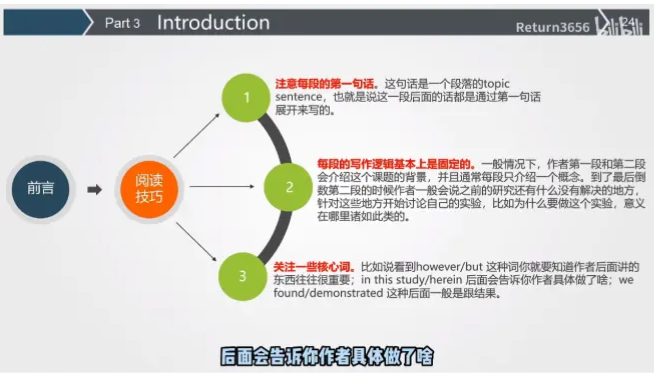 Part 3 Introduction
Return3656
bilibili
24
1
注意每段的第一句话。这句话是一个段落的topic
sentence，也就是说这一段后面的话都是通过第一句话
展开来写的。
前言
阅读
技巧
2
每段的写作逻辑基本上是固定的。一般情况下，作者第一段和第二段
会介绍这个课题的背景，并且通常每段只介绍一个概念。到了最后倒
数第二段的时候作者一般会说之前的研究还有什么没有解决的地方，
针对这些地方开始讨论自己的实验，比如为什么要做这个实验，意义
在哪里诸如此类的。
3
关注一些核心词。比如说看到however/but 这种词你就要知道作者后面讲的
东西往往很重要；in this study/herein 后面会告诉你作者具体做了啥；we
found/demonstrated 这种后面一般是跟结果。
后面会告诉你作者具体做了啥